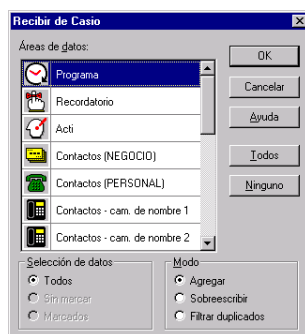 Recibir de Casio
Áreas de datos:
Programa
Recordatorio
Acti
Contactos (NEGOCIO)
Contactos (PERSONAL)
Contactos - cam. de nombre 1
Contactos - cam. de nombre 2
OK
Cancelar
Ayuda
Todos
Ninguno
Selección de datos
Todos
Sin marcar
Marcados
Modo
Agregar
Sobreescribir
Filtrar duplicados